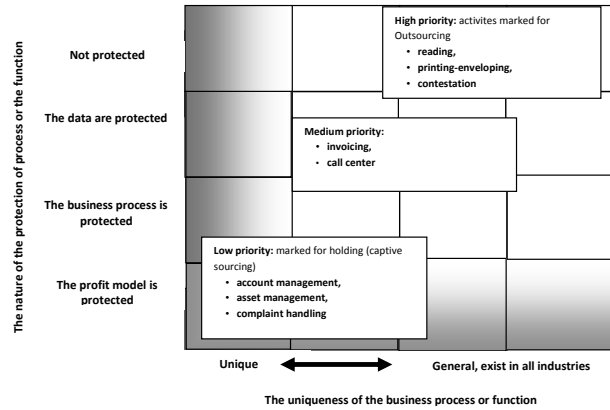 The nature of the protection of process or the function
Not protected
The data are protected
The business process is
protected
The profit model is
protected
High priority: activites marked for
Outsourcing
• reading,
• printing-enveloping,
• contestation
Medium priority:
• invoicing,
• call center
Low priority: marked for holding (captive
sourcing)
• account management,
• asset management,
• complaint handling
Unique
General, exist in all industries
The uniqueness of the business process or function